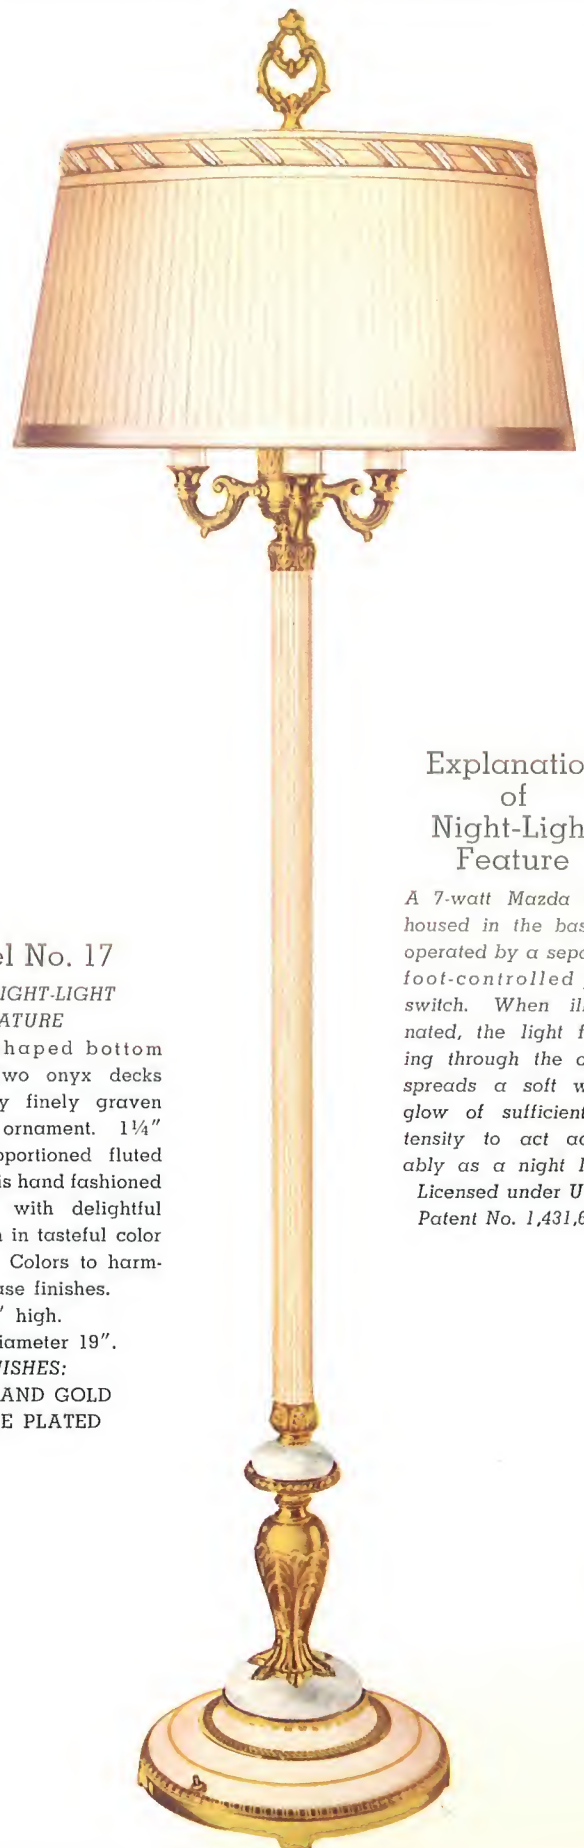 Explanatio
of
Night-Ligh
Feature
A 7-watt Mazda
housed in the bas
operated by a sepa
foot-controlled
switch. When ill
nated, the light f
ing through the o
spreads a soft w
glow of sufficient
tensity to act ac
ably as a night l
Licensed under U
Patent No. 1,431,6
el No. 17
IGHT-LIGHT
ATURE
haped bottom
wo onyx decks
y finely graven
ornament. 1¼"
oportioned fluted
is hand fashioned
with delightful
n in tasteful color
Colors to harm-
ase finishes.
" high.
iameter 19".
NISHES:
AND GOLD
E PLATED